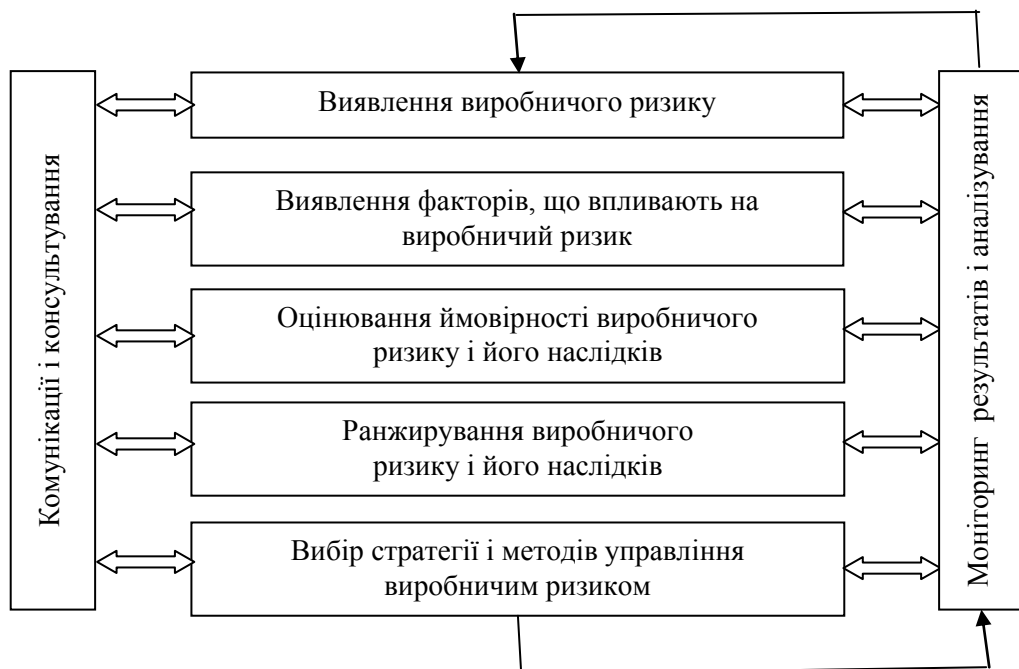 Комунікації і консультування
Виявлення виробничого ризику
Виявлення факторів, що впливають на
виробничий ризик
Оцінювання ймовірності виробничого
ризику і його наслідків
Ранжирування виробничого
ризику і його наслідків
Вибір стратегії і методів управління
виробничим ризиком
Моніторинг результатів і аналізування